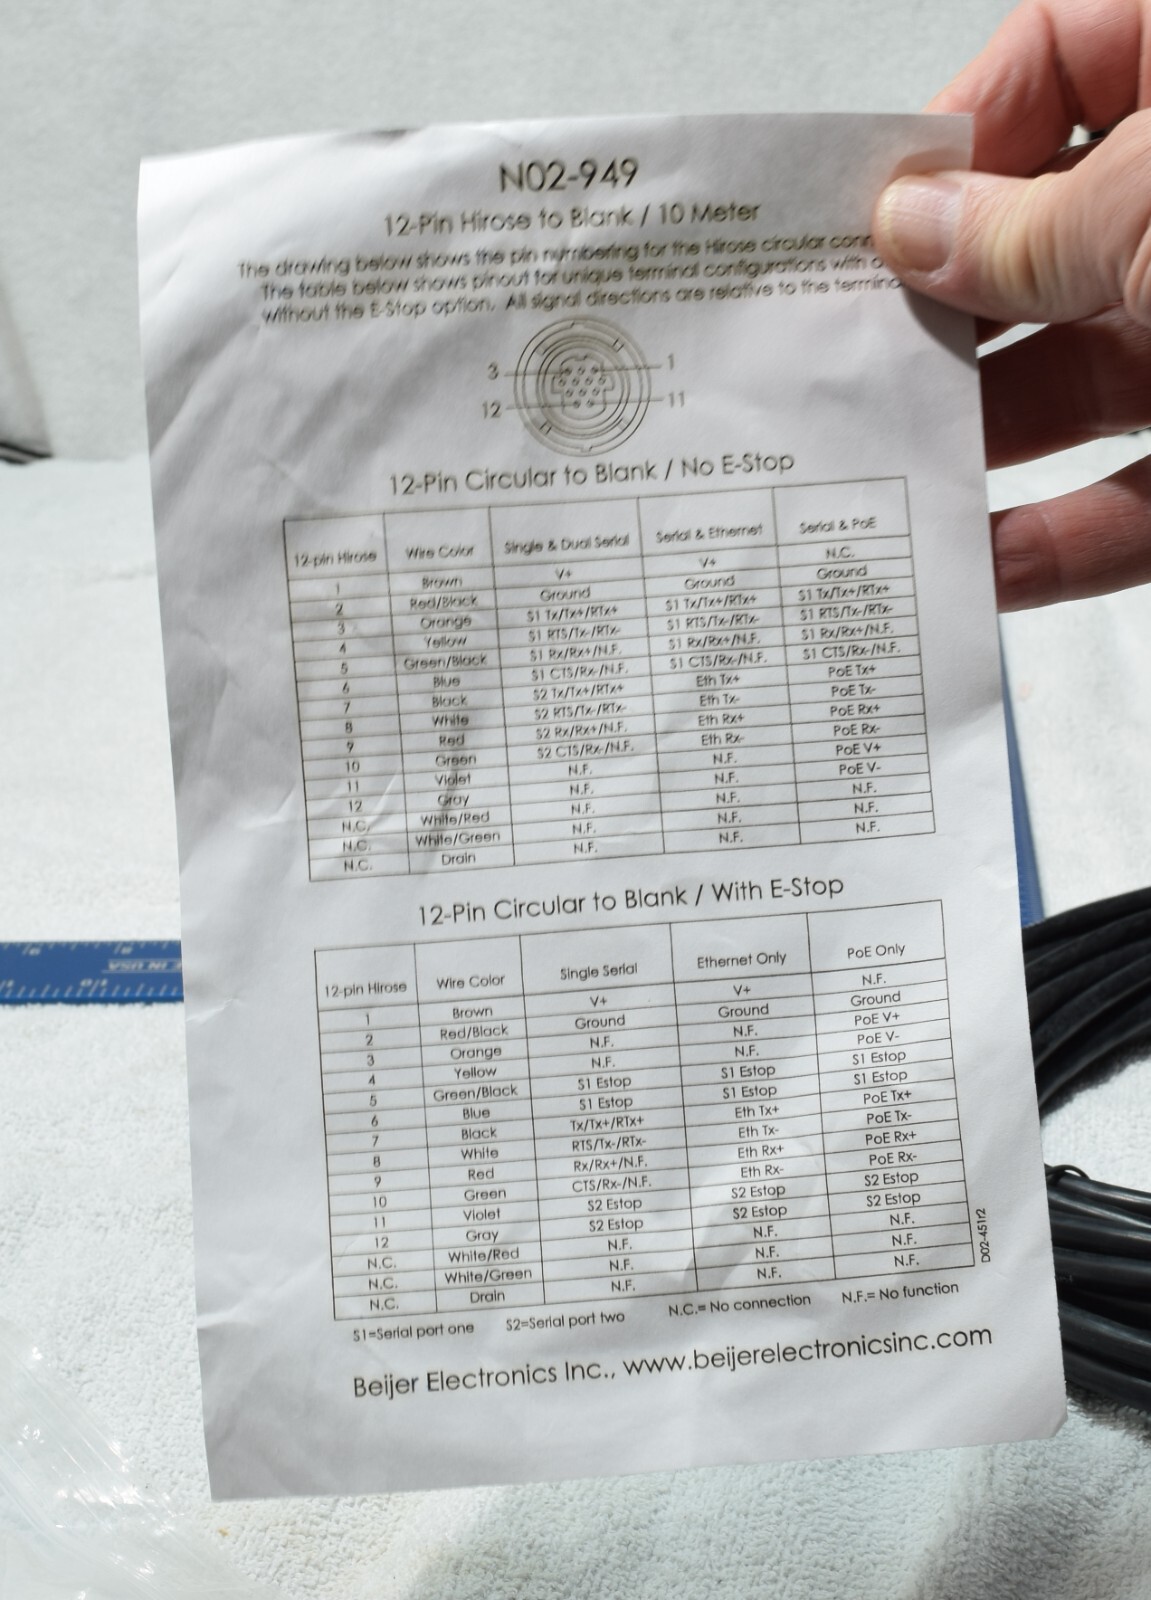 N02-949
12-Pin Hirose to Blank / 10 Meter
The drawing below shows the pin numbering for the Hirose circular conn
The table below shows pinout for unique terminal configurations with o
without the E-Stop option. All signal directions are relative to the termina
3 1
12 11
12-Pin Circular to Blank / No E-Stop
12-pin Hirose Wire Color Single & Dual Serial Serial & Ethernet Serial & PoE
1 Brown V+ V+ N.C.
2 Red/Black Ground Ground Ground
3 Orange S1 Tx/Tx+/RTx+ S1 Tx/Tx+/RTx+ S1 Tx/Tx+/RTx+
4 Yellow S1 RTS/Tx-/RTx- S1 RTS/Tx-/RTx- S1 RTS/Tx-/RTx-
5 Green/Black S1 Rx/Rx+/N.F. S1 Rx/Rx+/N.F. S1 Rx/Rx+/N.F.
6 Blue S1 CTS/Rx-/N.F. S1 CTS/Rx-/N.F. S1 CTS/Rx-/N.F.
7 Black S2 Tx/Tx+/RTx+ Eth Tx+ PoE Tx+
8 White S2 RTS/Tx-/RTx- Eth Tx- PoE Tx-
9 Red S2 Rx/Rx+/N.F. Eth Rx+ PoE Rx+
10 Green S2 CTS/Rx-/N.F. Eth Rx- PoE Rx-
11 Violet N.F. N.F. PoE V+
12 Gray N.F. N.F. PoE V-
N.C. White/Red N.F. N.F. N.F.
N.C. White/Green N.F. N.F. N.F.
N.C. Drain N.F. N.F. N.F.
12-Pin Circular to Blank / With E-Stop
12-pin Hirose Wire Color Single Serial Ethernet Only PoE Only
1 Brown V+ V+ N.F.
2 Red/Black Ground Ground Ground
3 Orange N.F. N.F. PoE V+
4 Yellow N.F. N.F. PoE V-
5 Green/Black S1 Estop S1 Estop S1 Estop
6 Blue S1 Estop S1 Estop S1 Estop
7 Black Tx/Tx+/RTx+ Eth Tx+ PoE Tx+
8 White RTS/Tx-/RTx- Eth Tx- PoE Tx-
9 Red Rx/Rx+/N.F. Eth Rx+ PoE Rx+
10 Green CTS/Rx-/N.F. Eth Rx- PoE Rx-
11 Violet S2 Estop S2 Estop S2 Estop
12 Gray S2 Estop S2 Estop S2 Estop
N.C. White/Red N.F. N.F. N.F.
N.C. White/Green N.F. N.F. N.F.
N.C. Drain N.F. N.F. N.F.
D02-451r2
S1=Serial port one S2=Serial port two N.C.= No connection N.F.= No function
Beijer Electronics Inc., www.beijerelectronicsinc.com
IN USA